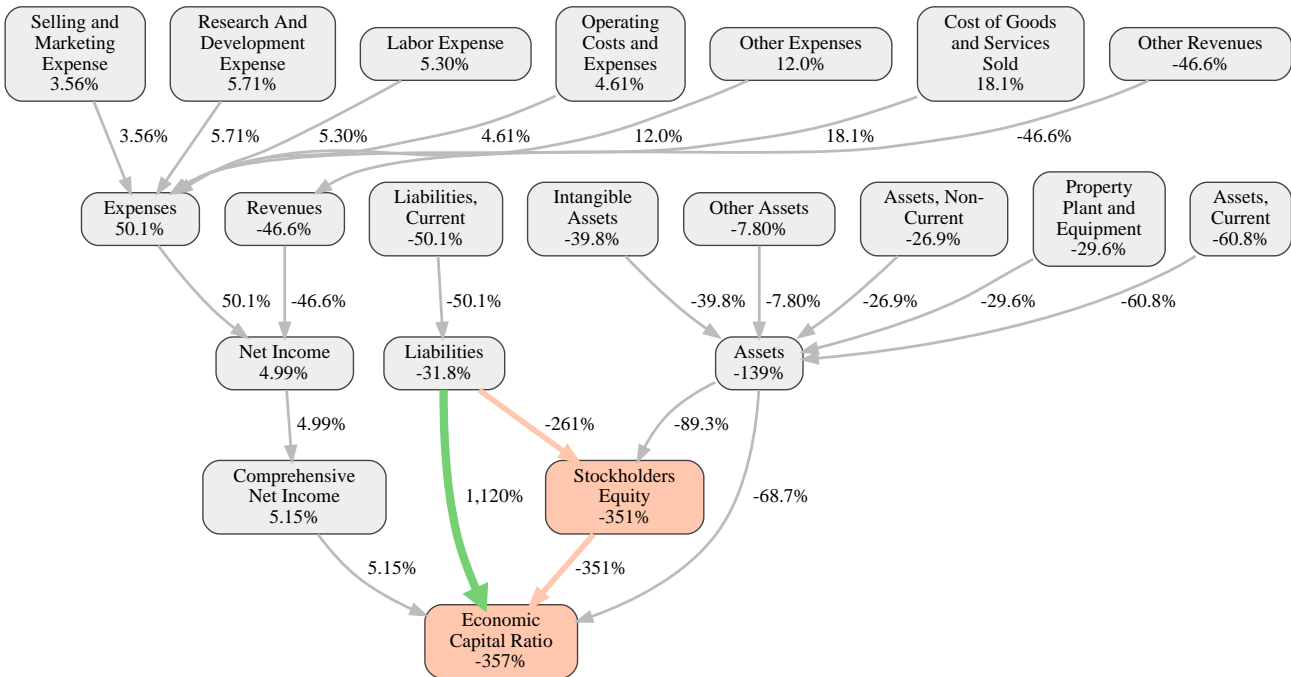 Selling and
Marketing
Expense
3.56%
Research And
Development
Expense
5.71%
Labor Expense
5.30%
Operating
Costs and
Expenses
4.61%
Other Expenses
12.0%
Cost of Goods
and Services
Sold
18.1%
Other Revenues
-46.6%
3.56%
5.71%
5.30%
4.61%
12.0%
18.1%
-46.6%
Expenses
50.1%
Revenues
-46.6%
Liabilities,
Current
-50.1%
Intangible
Assets
-39.8%
Other Assets
-7.80%
Assets, Non-
Current
-26.9%
Property
Plant and
Equipment
-29.6%
Assets,
Current
-60.8%
50.1%
-46.6%
-50.1%
-39.8%
-7.80%
-26.9%
-29.6%
-60.8%
Net Income
4.99%
Liabilities
-31.8%
Assets
-139%
4.99%
-261%
-89.3%
Comprehensive
Net Income
5.15%
1,120%
Stockholders
Equity
-351%
-68.7%
5.15%
-351%
Economic
Capital Ratio
-357%